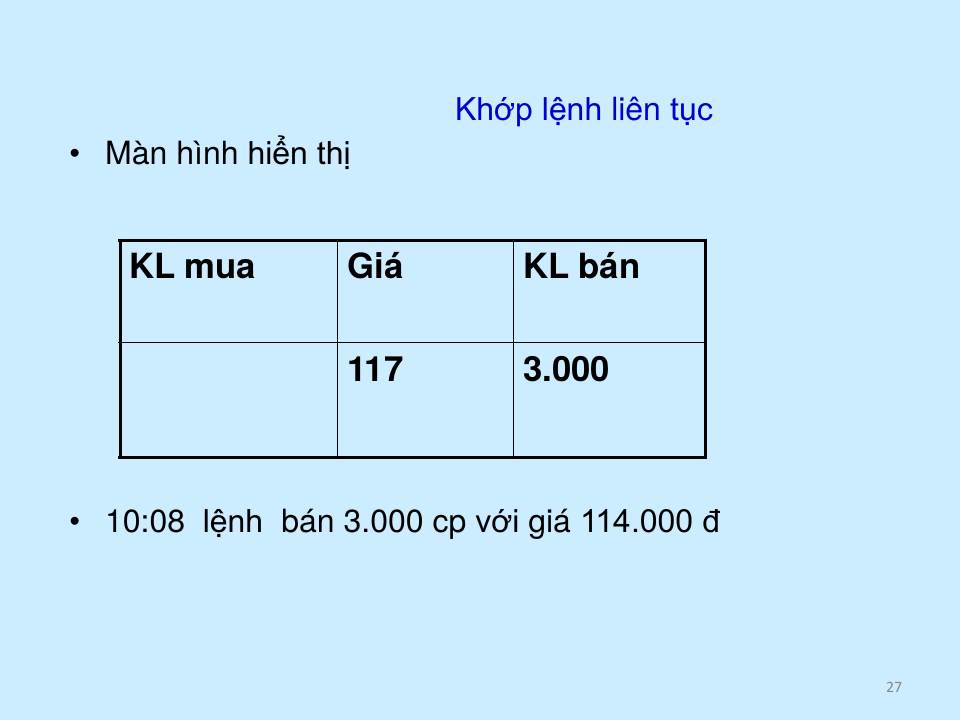 Khớp lệnh liên tục
• Màn hình hiển thị
KL mua Giá KL bán
117 3.000
• 10:08 lệnh bán 3.000 cp với giá 114.000 đ
27